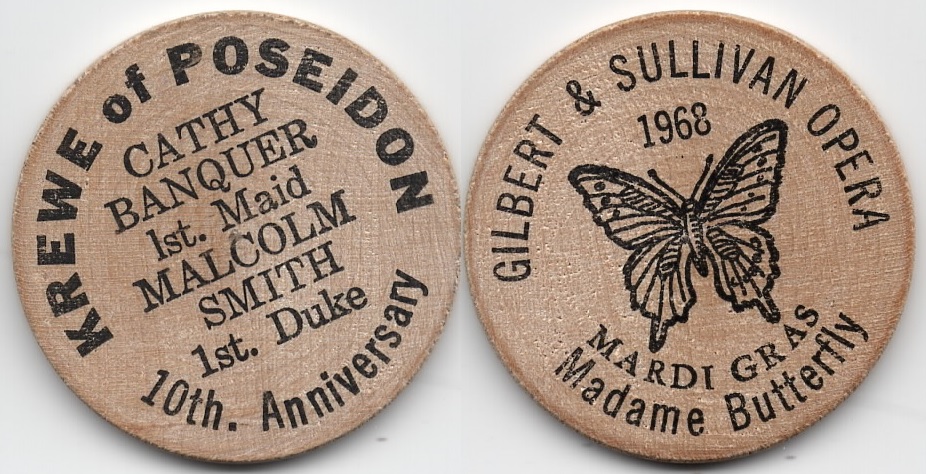 KREWE of POSEIDON
CATHY
BANQUER
1st. Maid
MALCOLM
SMITH
1st. Duke
10th. Anniversary
GILBERT & SULLIVAN OPERA
1968
MARDI GRAS
Madame Butterfly